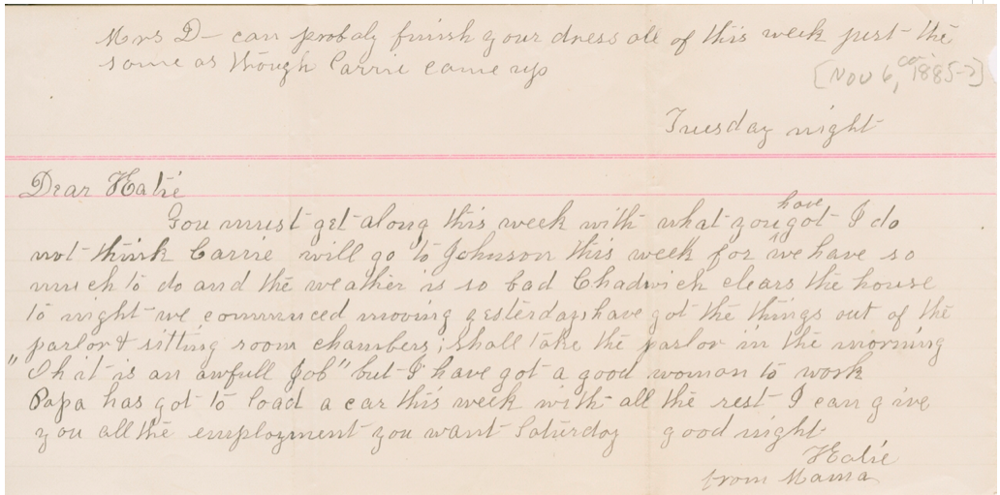 Mrs D- can probaly finish your dress all of this week just the
same as though Carrie came up
[Nov 6, 1885-?]
Tuesday night
Dear Katie
You must get along this week with what you have got I do
not think Carrie will go to Johnson this week for we have so
much to do and the weather is so bad Chadwick clears the house
to night we commnced moving yesterday, have got the things out of the
parlor & sitting room chambers; shall take the parlor in the morning
"Oh it is an awfull Job" but I have got a good woman to work
Papa has got to load a car this week with all the rest I can give
you all the employment you want Saturday good night
Katie
from Mama